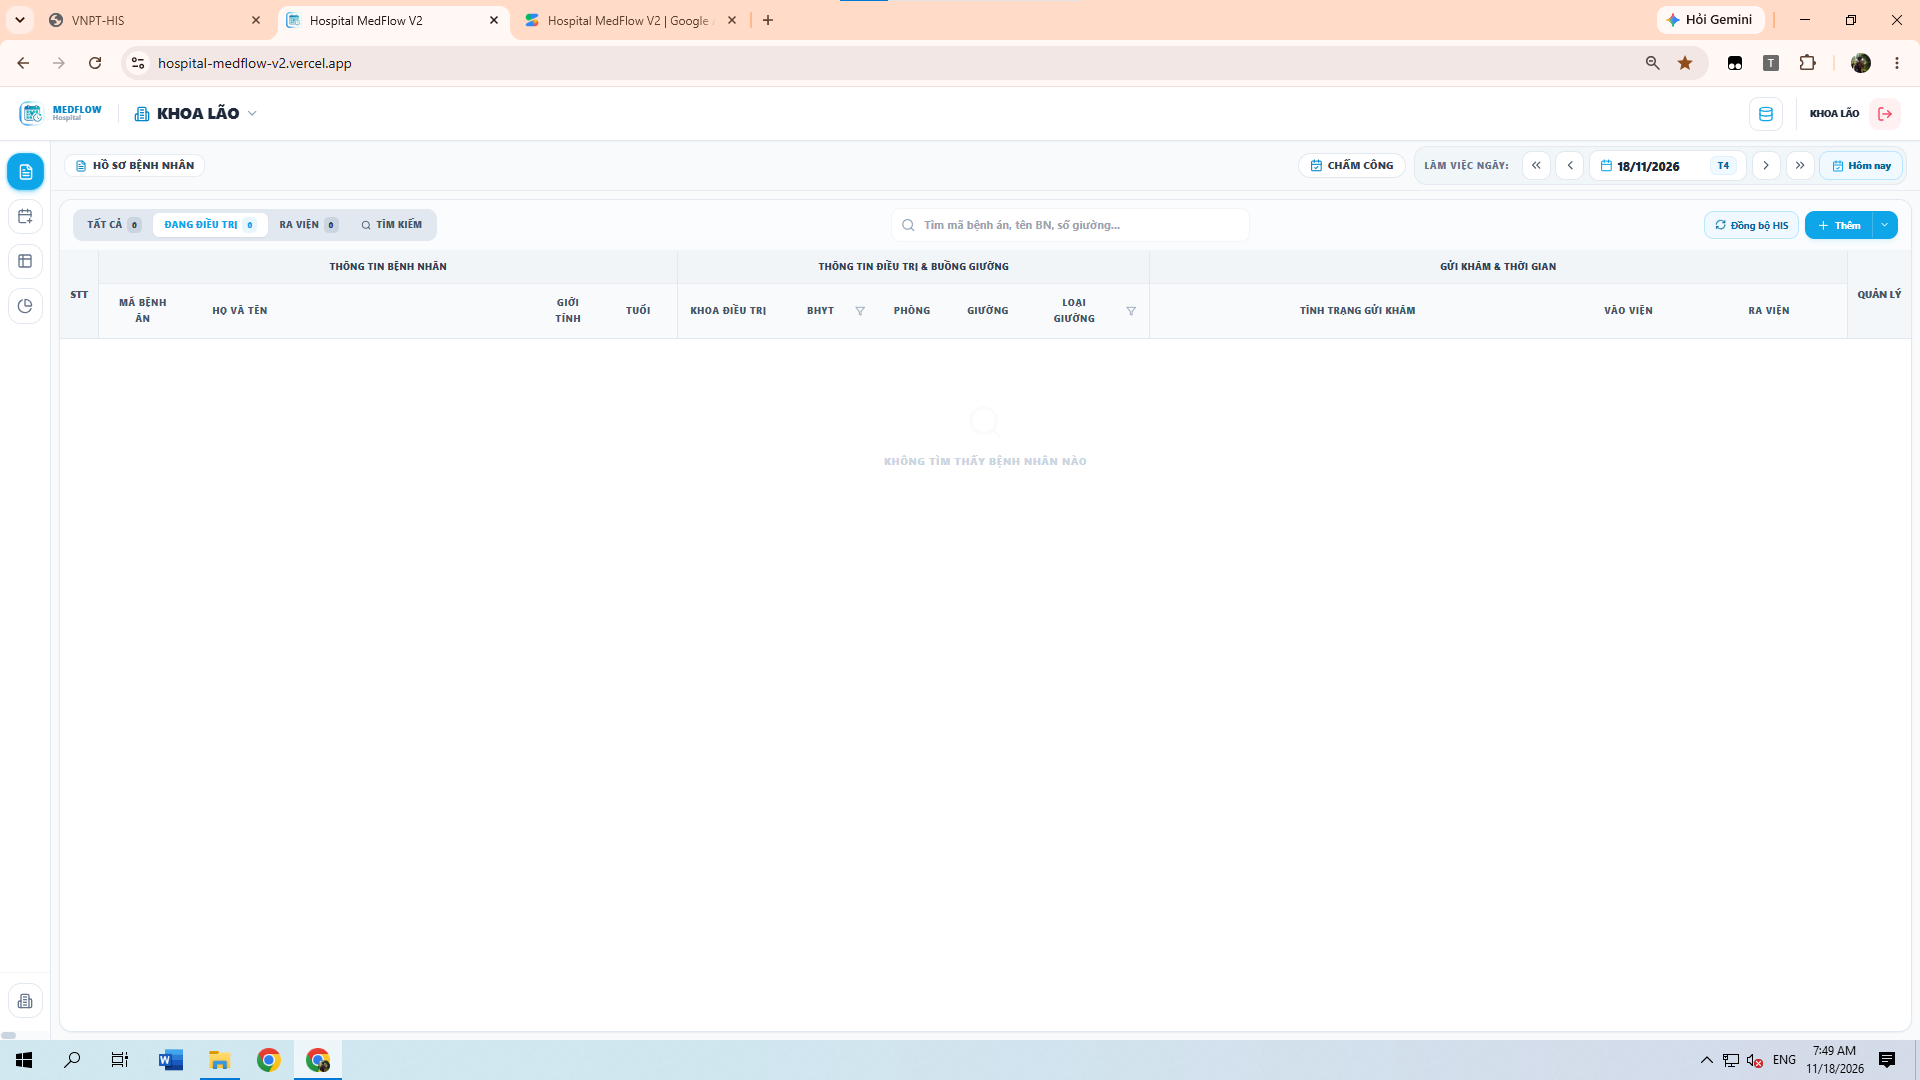 VNPT-HIS
Hospital MedFlow V2
Hospital MedFlow V2 | Google
Hỏi Gemini
hospital-medflow-v2.vercel.app
T
MEDFLOW
Hospital
KHOA LÃO
KHOA LÃO
HỒ SƠ BỆNH NHÂN
CHẤM CÔNG
LÀM VIỆC NGÀY:
18/11/2026
T4
Hôm nay
TẤT CẢ 0
ĐANG ĐIỀU TRỊ 0
RA VIỆN 0
TÌM KIẾM
Tìm mã bệnh án, tên BN, số giường...
Đồng bộ HIS
Thêm
STT
THÔNG TIN BỆNH NHÂN
THÔNG TIN ĐIỀU TRỊ & BUỒNG GIƯỜNG
GỬI KHÁM & THỜI GIAN
QUẢN LÝ
MÃ BỆNH
ÁN
HỌ VÀ TÊN
GIỚI
TÍNH
TUỔI
KHOA ĐIỀU TRỊ
BHYT
PHÒNG
GIƯỜNG
LOẠI
GIƯỜNG
TÌNH TRẠNG GỬI KHÁM
VÀO VIỆN
RA VIỆN
KHÔNG TÌM THẤY BỆNH NHÂN NÀO
ENG
7:49 AM
11/18/2026